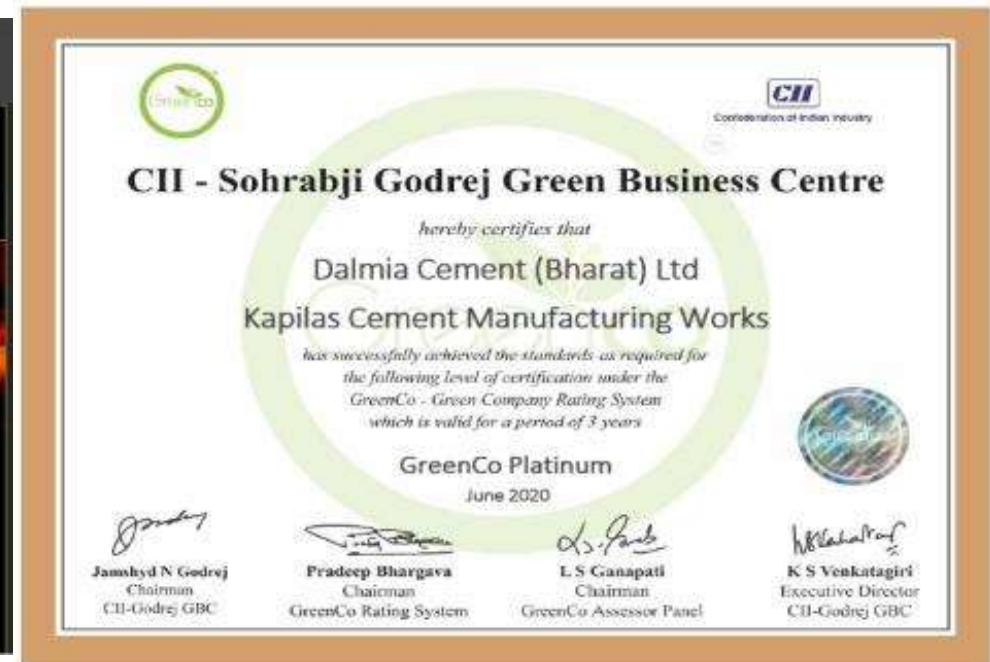 GreenCo
CII
Confederation of Indian Industry
CII - Sohrabji Godrej Green Business Centre
hereby certifies that
Dalmia Cement (Bharat) Ltd
Kapilas Cement Manufacturing Works
has successfully achieved the standards as required for
the following level of certification under the
GreenCo - Green Company Rating System
which is valid for a period of 3 years
GreenCo Platinum
June 2020
Jamshyd N Godrej
Chairman
CII-Godrej GBC
Pradeep Bhargava
Chairman
GreenCo Rating System
L S Ganapati
Chairman
GreenCo Assessor Panel
K S Venkatagiri
Executive Director
CII-Godrej GBC